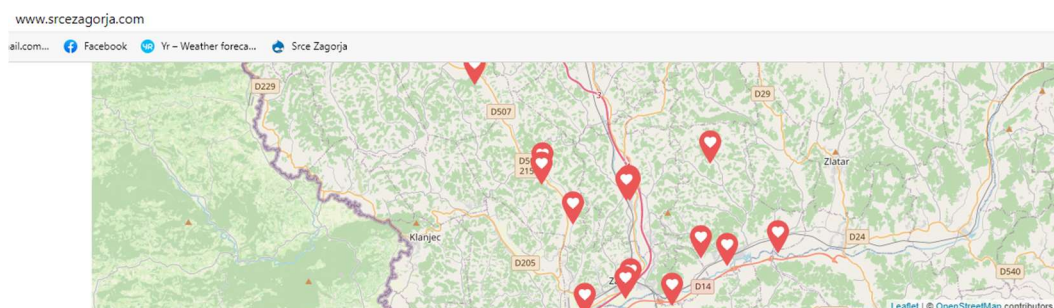 www.srcezagorja.com
ail.com... Facebook Yr – Weather foreca... Srce Zagorja
D229
D29
3
D507
Zlatar
Klanjec
D24
D205
D540
D14
Leaflet | © OpenStreetMap contributors